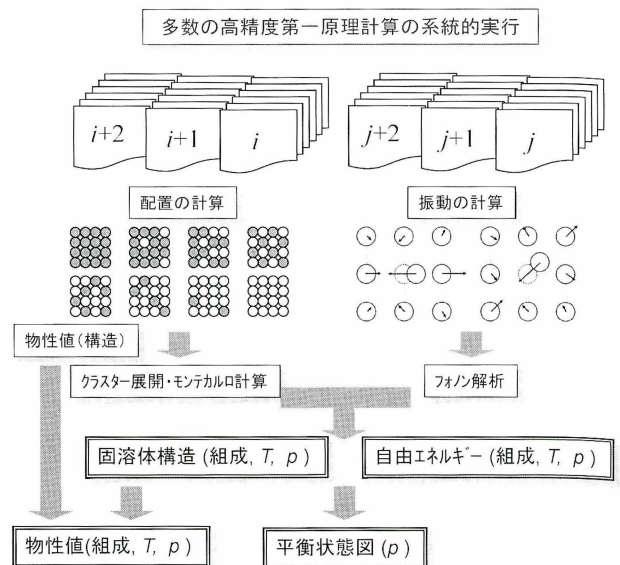 多数の高精度第一原理計算の系統的実行
i+2 i+1 i j+2 j+1 j
配置の計算 振動の計算
物性値(構造)
クラスター展開・モンテカルロ計算 フォノン解析
固溶体構造 (組成, T, p) 自由エネルギー (組成, T, p)
物性値(組成, T, p) 平衡状態図 (p)